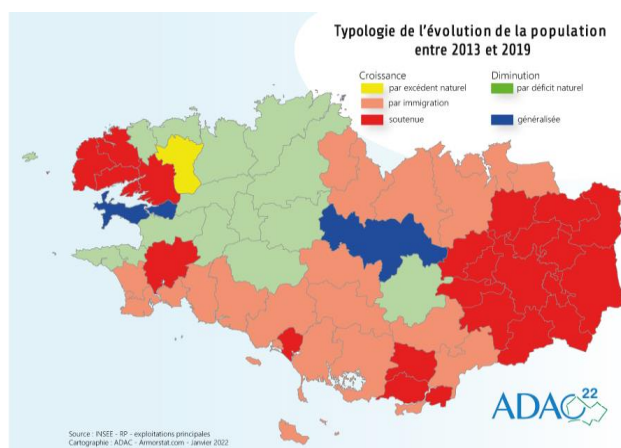 Typologie de l'évolution de la population
entre 2013 et 2019
Croissance
par excédent naturel
par immigration
soutenue
Diminution
par déficit naturel
généralisée
ADAC 22
Source : INSEE - RP - exploitations principales
Cartographie : ADAC - Armorstat.com - Janvier 2022